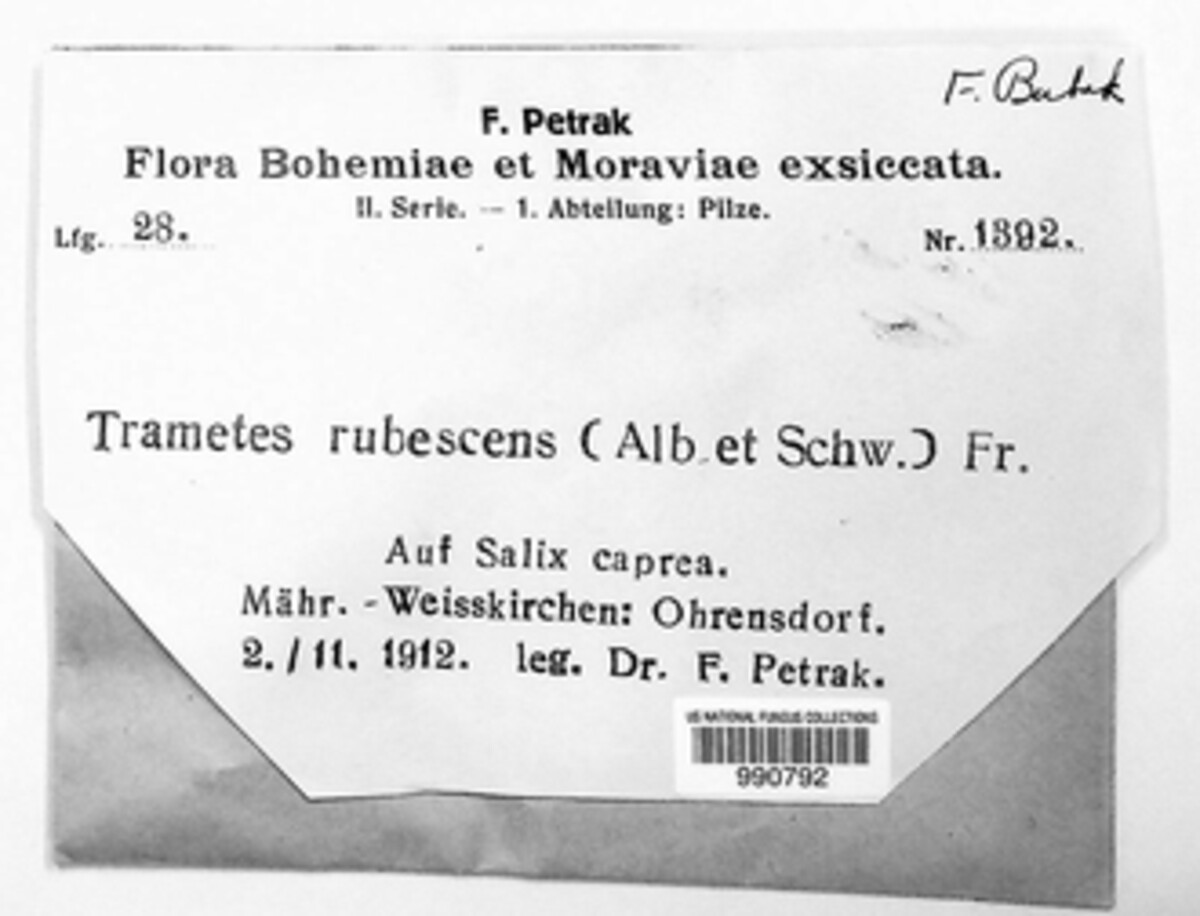 F. Bubak
F. Petrak
Flora Bohemiae et Moraviae exsiccata.
II. Serie. — 1. Abteilung: Pilze.
Lfg. 28. Nr. 1392.
Trametes rubescens (Alb. et Schw.) Fr.
Auf Salix caprea.
Mähr. - Weisskirchen: Ohrensdorf.
2. / 11. 1912. leg. Dr. F. Petrak.
US NATIONAL FUNGUS COLLECTIONS
990792